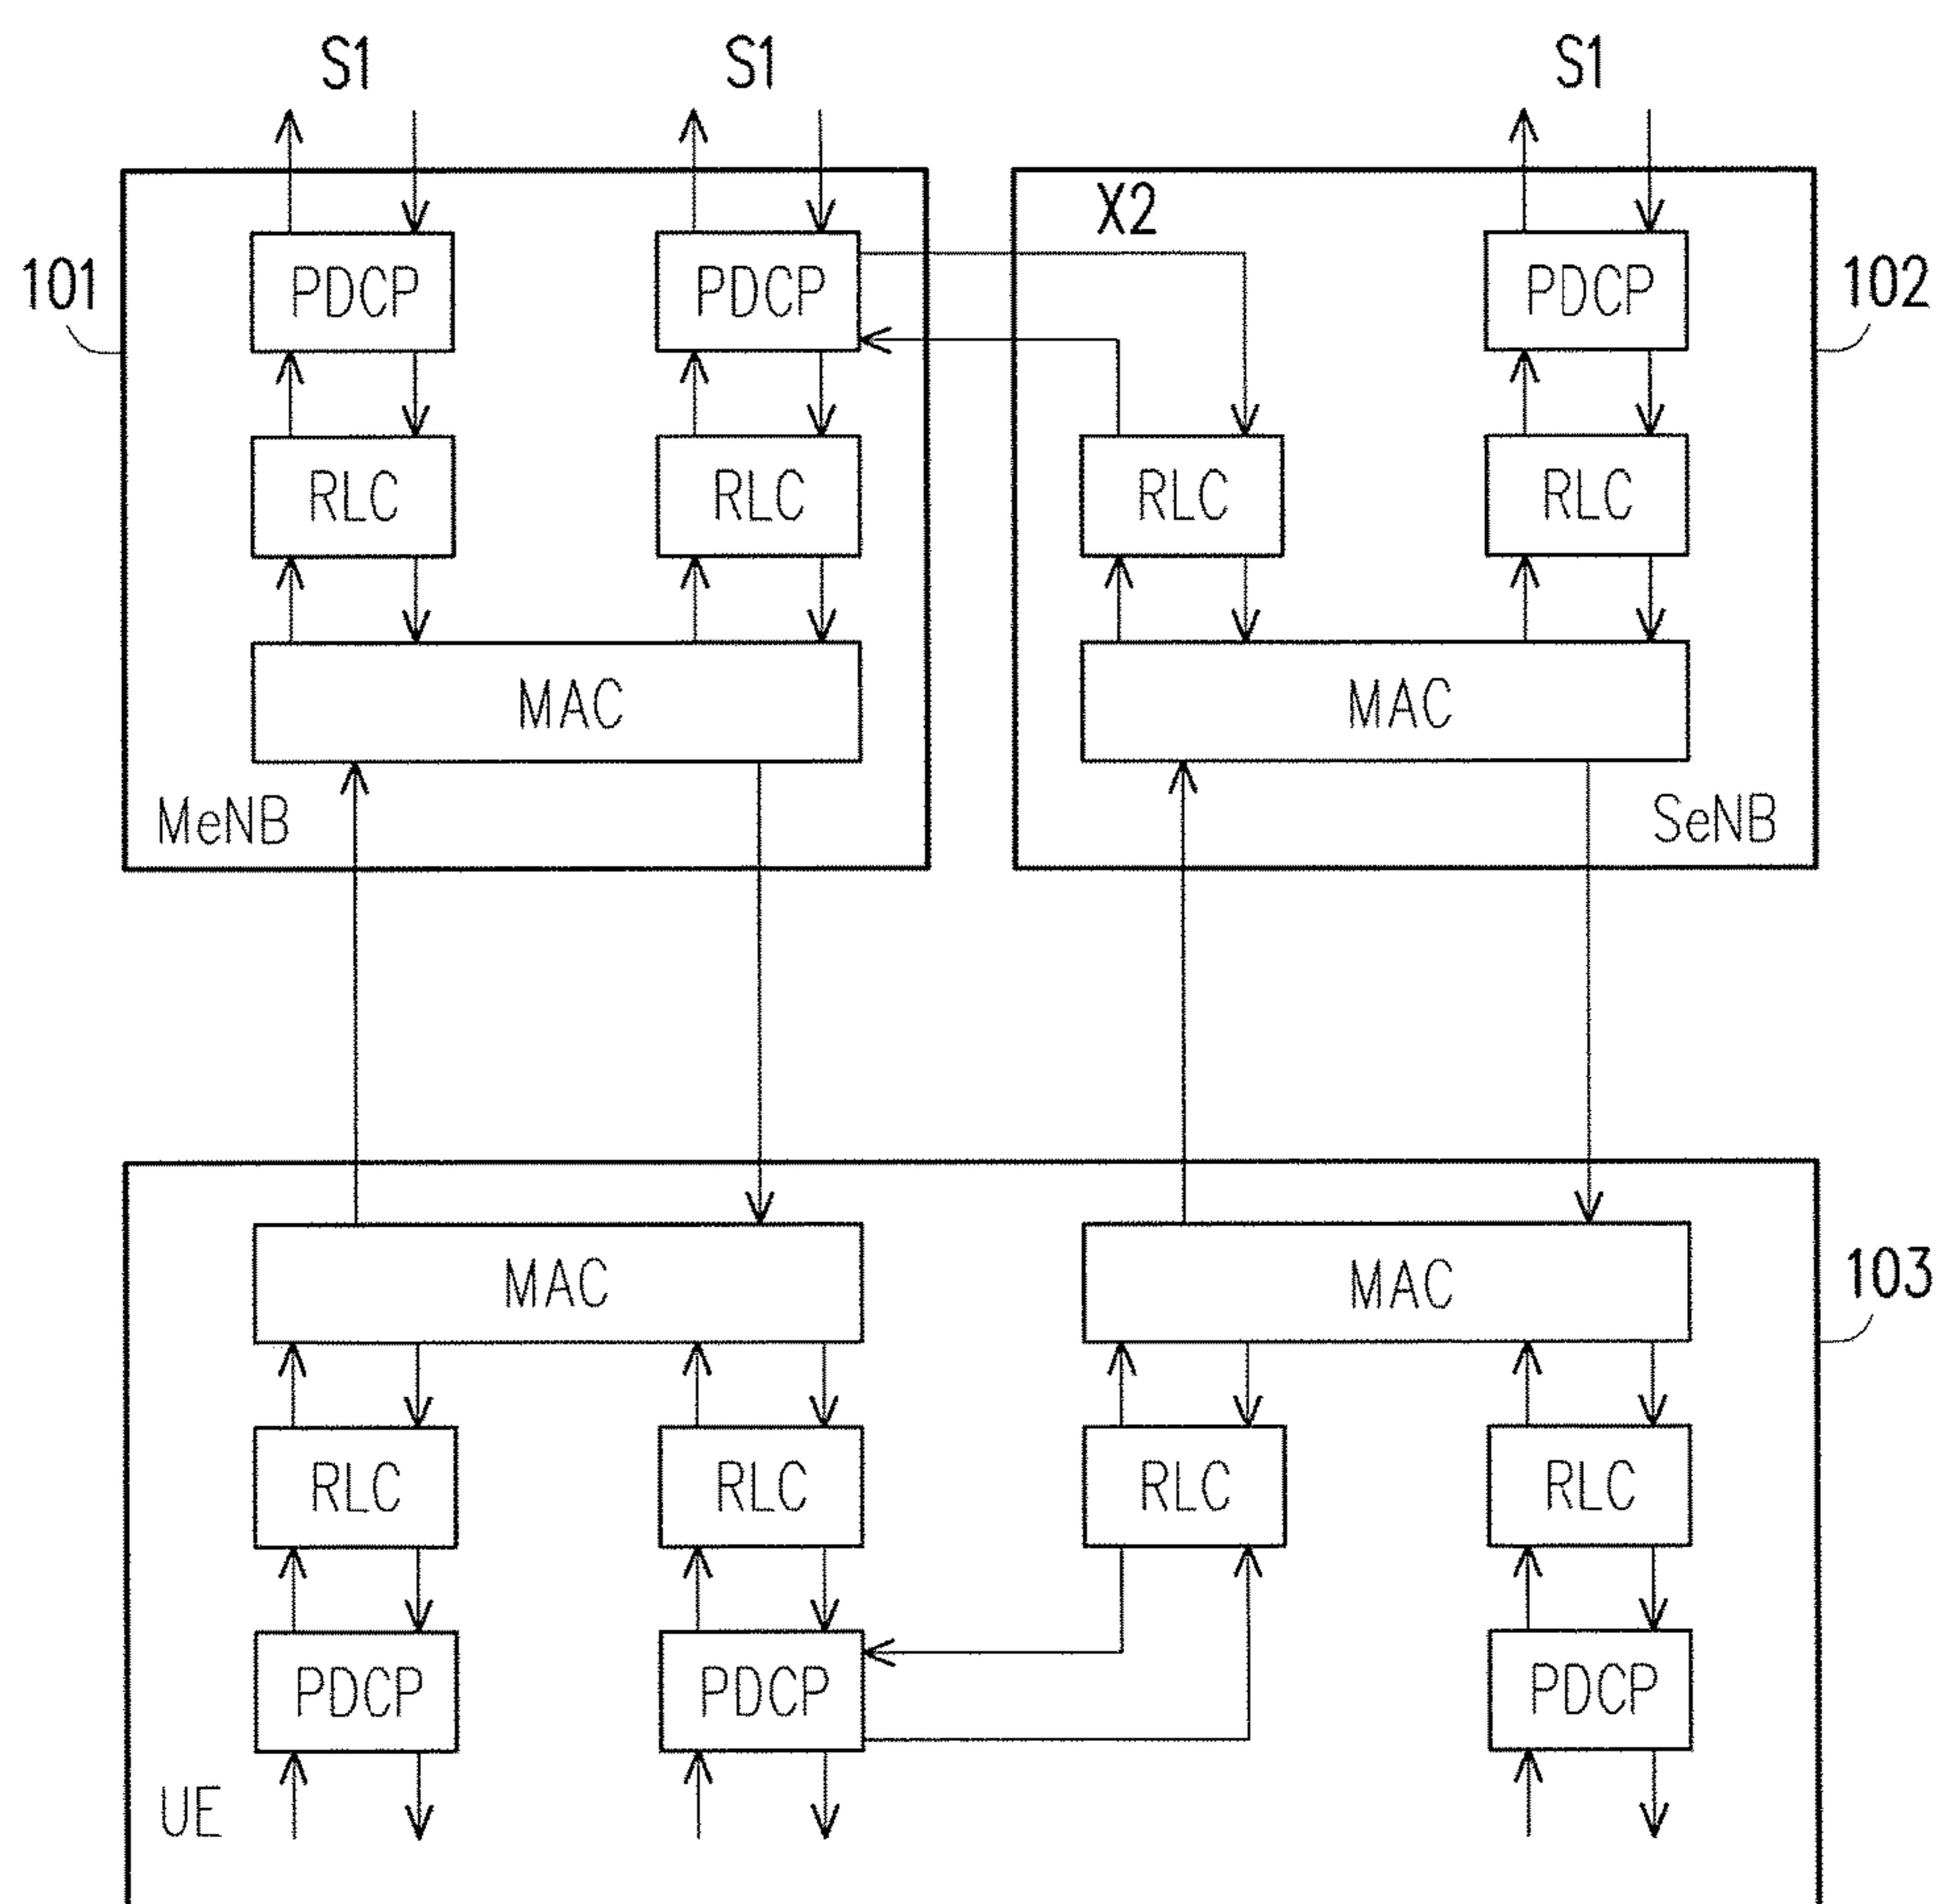 S1 S1 S1
X2
101 PDCP PDCP PDCP 102
RLC RLC RLC RLC
MAC MAC
MeNB SeNB
MAC MAC 103
RLC RLC RLC RLC
PDCP PDCP PDCP
UE